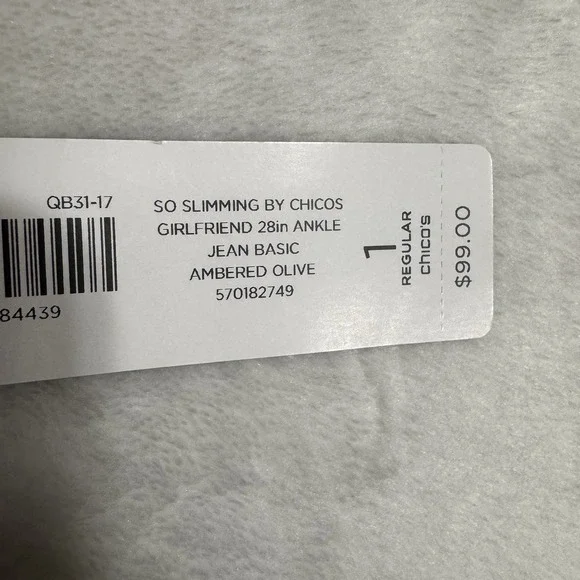 QB31-17
84439
SO SLIMMING BY CHICOS
GIRLFRIEND 28in ANKLE
JEAN BASIC
AMBERED OLIVE
570182749
1
REGULAR
chico's
$99.00